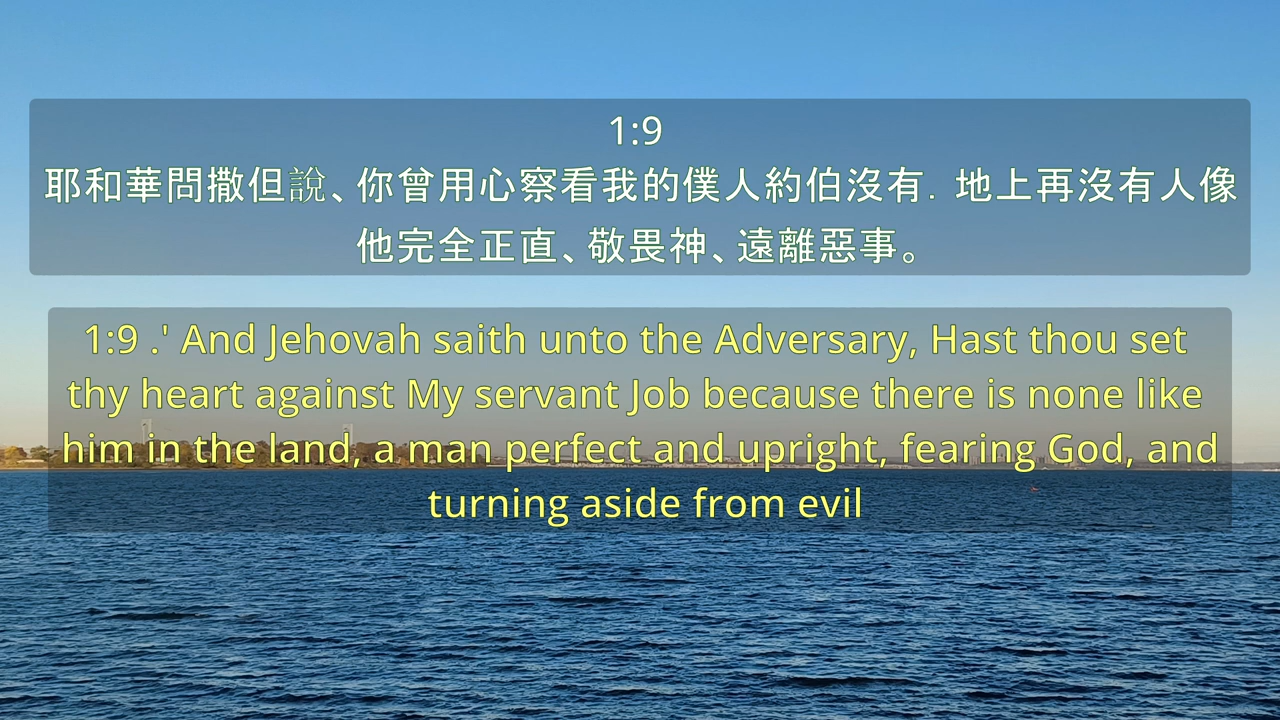 1:9
耶和華問撒但說、你曾用心察看我的僕人約伯沒有．地上再沒有人像
他完全正直、敬畏神、遠離惡事。
1:9 .' And Jehovah saith unto the Adversary, Hast thou set
thy heart against My servant Job because there is none like
him in the land, a man perfect and upright, fearing God, and
turning aside from evil